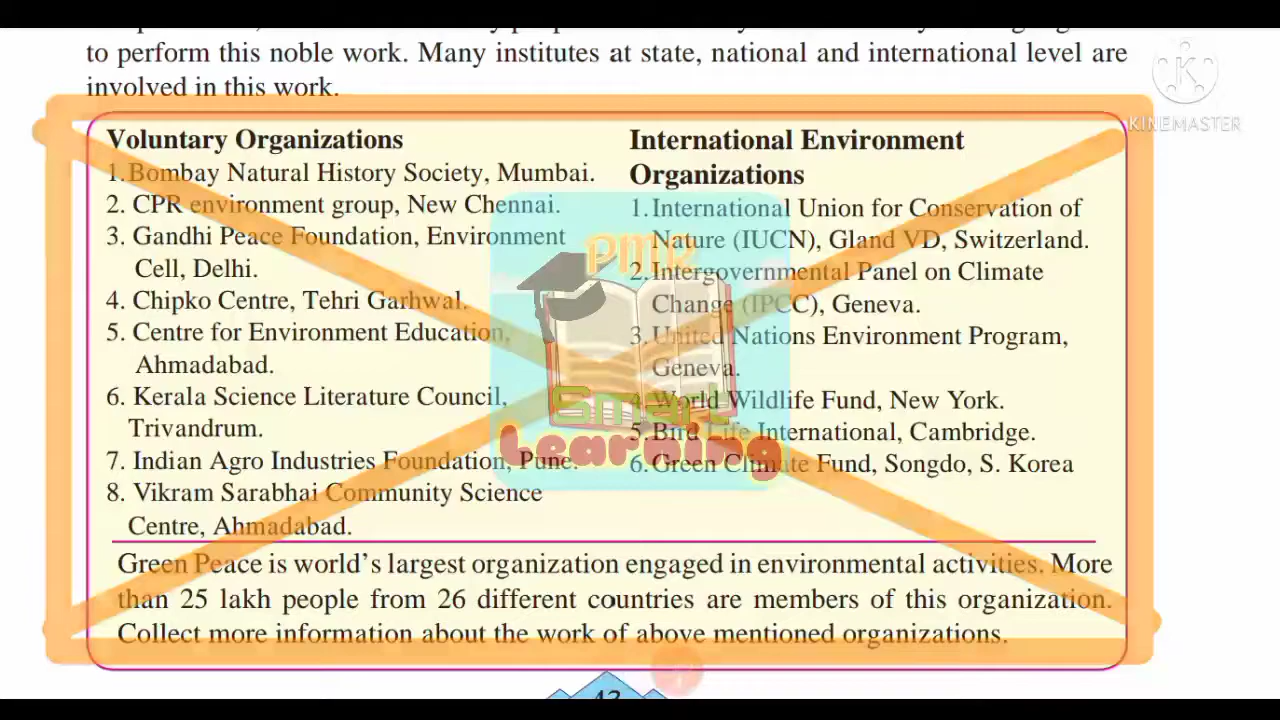 to perform this noble work. Many institutes at state, national and international level are
involved in this work.
KINEMASTER
Voluntary Organizations
1. Bombay Natural History Society, Mumbai.
2. CPR environment group, New Chennai.
3. Gandhi Peace Foundation, Environment
Cell, Delhi.
4. Chipko Centre, Tehri Garhwal.
5. Centre for Environment Education,
Ahmadabad.
6. Kerala Science Literature Council,
Trivandrum.
7. Indian Agro Industries Foundation, Pune.
8. Vikram Sarabhai Community Science
Centre, Ahmadabad.
International Environment
Organizations
1. International Union for Conservation of
Nature (IUCN), Gland VD, Switzerland.
2. Intergovernmental Panel on Climate
Change (IPCC), Geneva.
3. United Nations Environment Program,
Geneva.
4. World Wildlife Fund, New York.
5. Bird Life International, Cambridge.
6. Green Climate Fund, Songdo, S. Korea
PMR
Smart
Learning
Green Peace is world's largest organization engaged in environmental activities. More
than 25 lakh people from 26 different countries are members of this organization.
Collect more information about the work of above mentioned organizations.